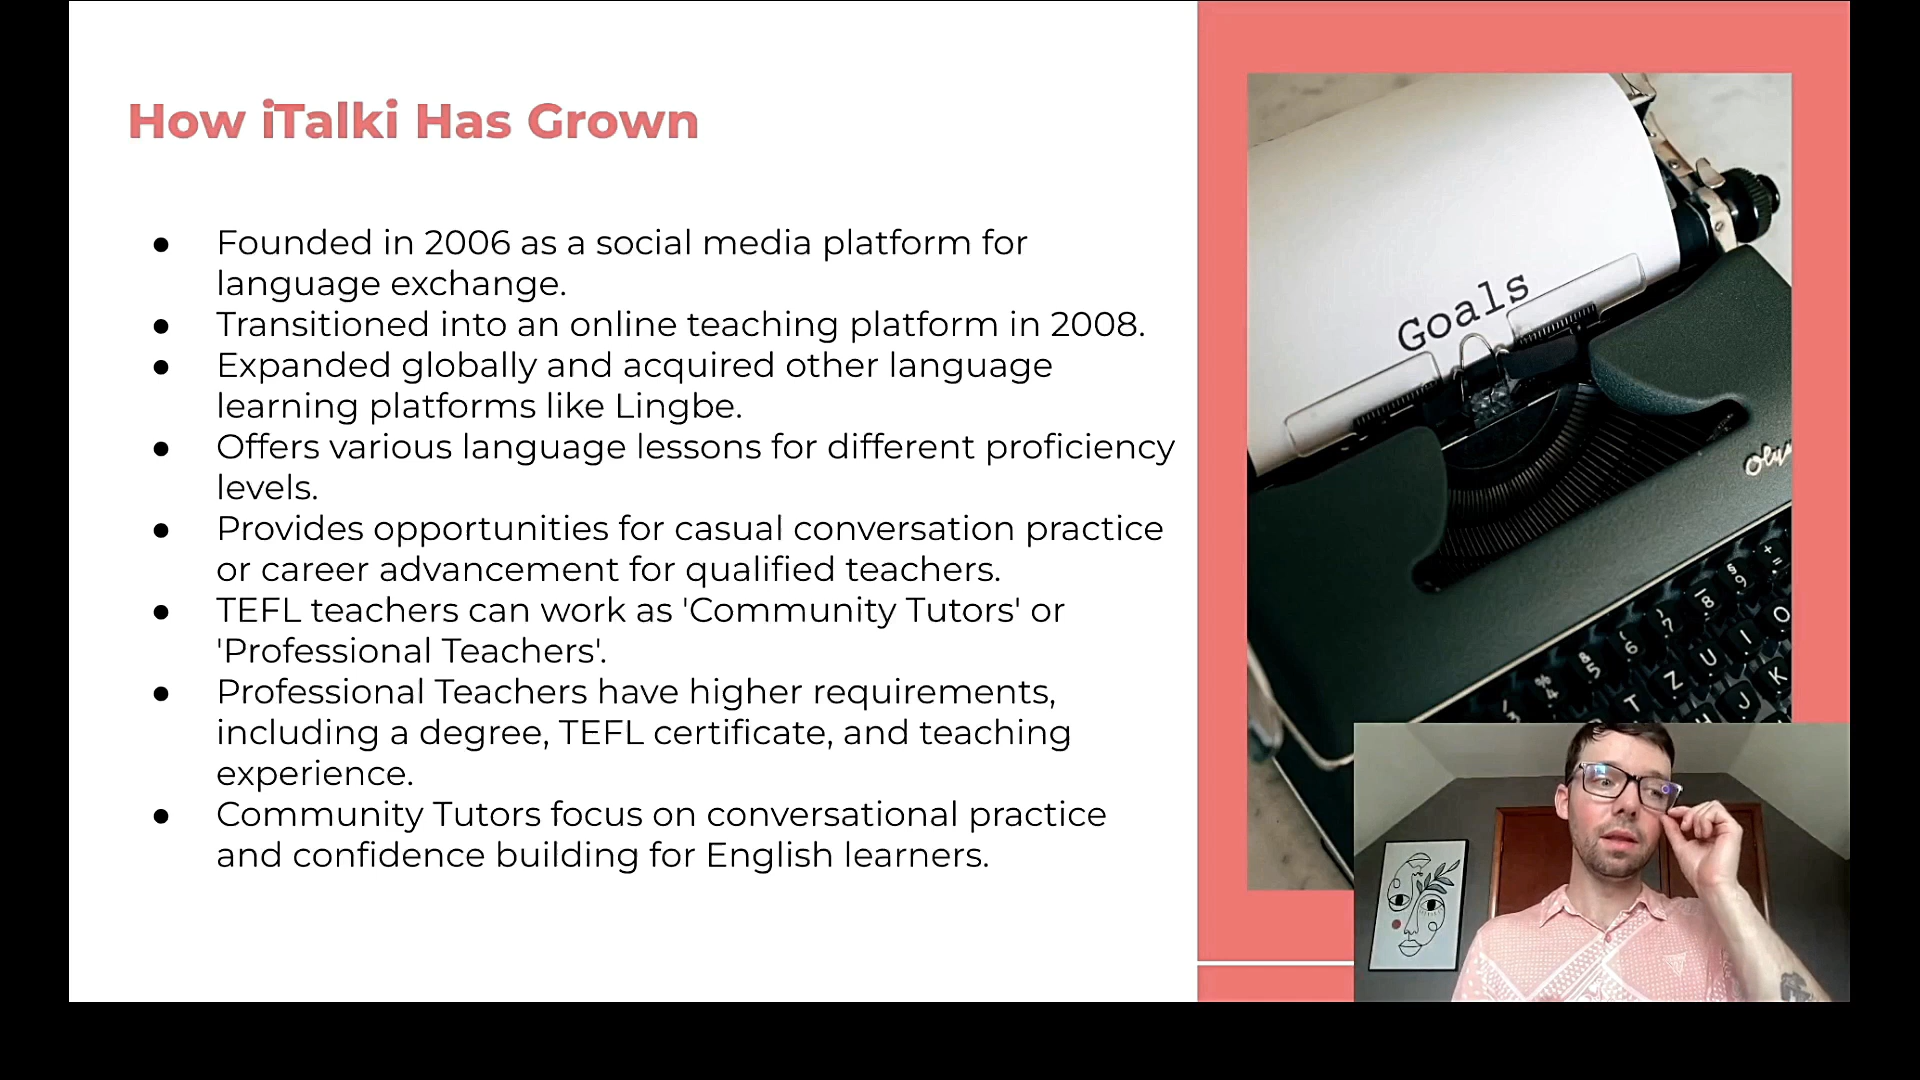 How iTalki Has Grown
● Founded in 2006 as a social media platform for
language exchange.
● Transitioned into an online teaching platform in 2008.
● Expanded globally and acquired other language
learning platforms like Lingbe.
● Offers various language lessons for different proficiency
levels.
● Provides opportunities for casual conversation practice
or career advancement for qualified teachers.
● TEFL teachers can work as 'Community Tutors' or
'Professional Teachers'.
● Professional Teachers have higher requirements,
including a degree, TEFL certificate, and teaching
experience.
● Community Tutors focus on conversational practice
and confidence building for English learners.
Goals